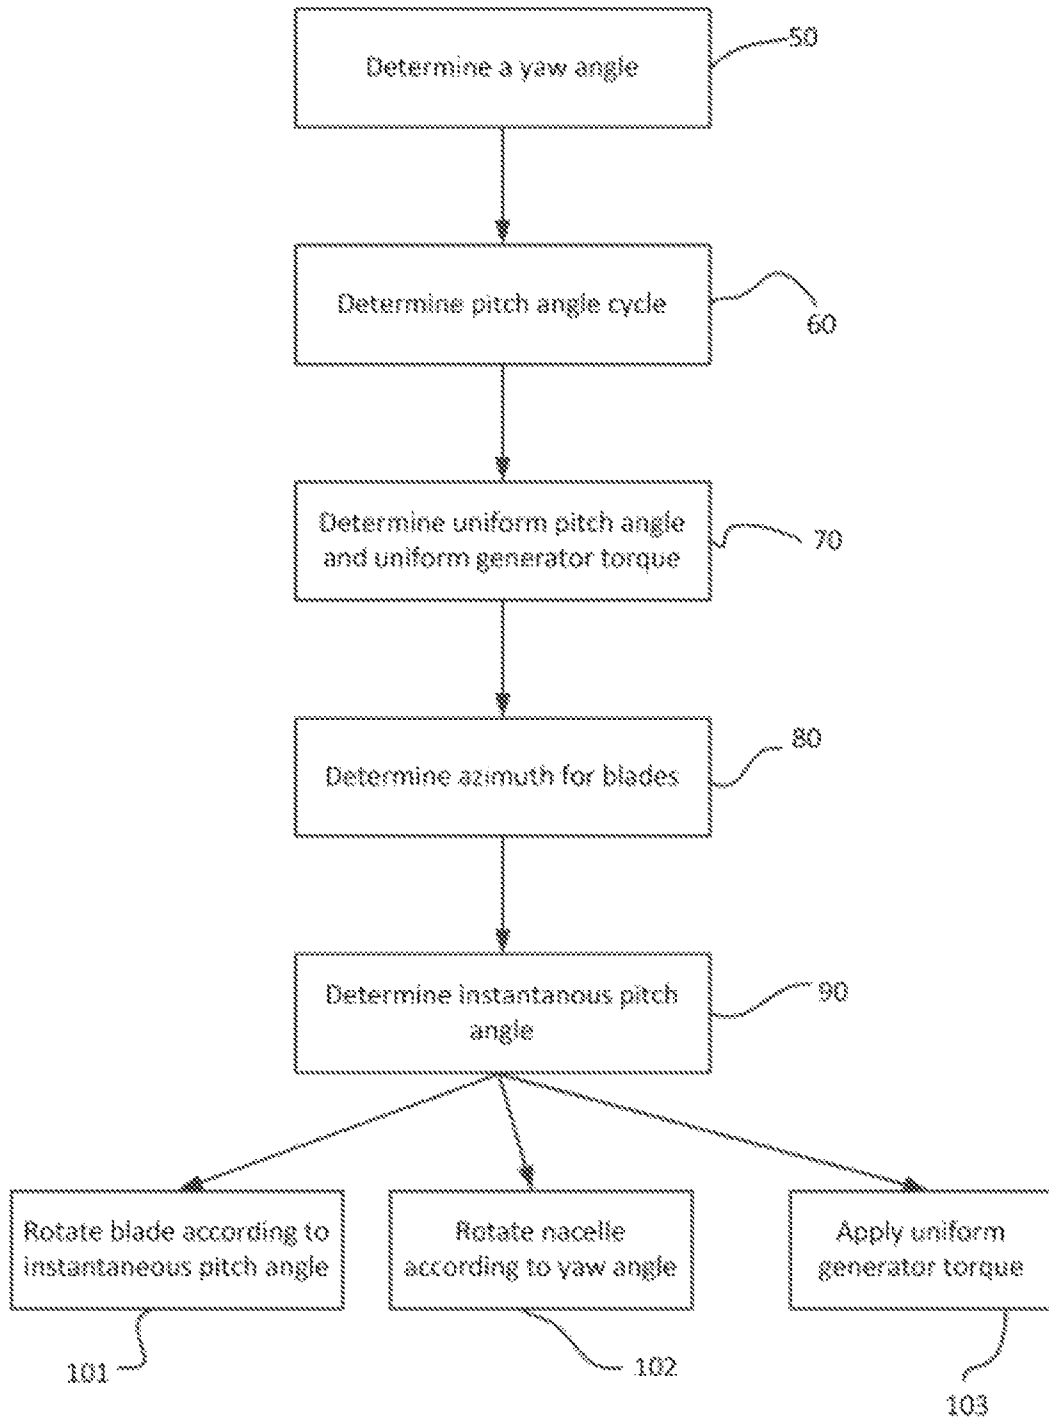 50
Determine a yaw angle
Determine pitch angle cycle
60
Determine uniform pitch angle
and uniform generator torque
70
80
Determine azimuth for blades
Determine instantanous pitch
angle
90
Rotate blade according to
instantaneous pitch angle
Rotate nacelle
according to yaw angle
Apply uniform
generator torque
101
102
103